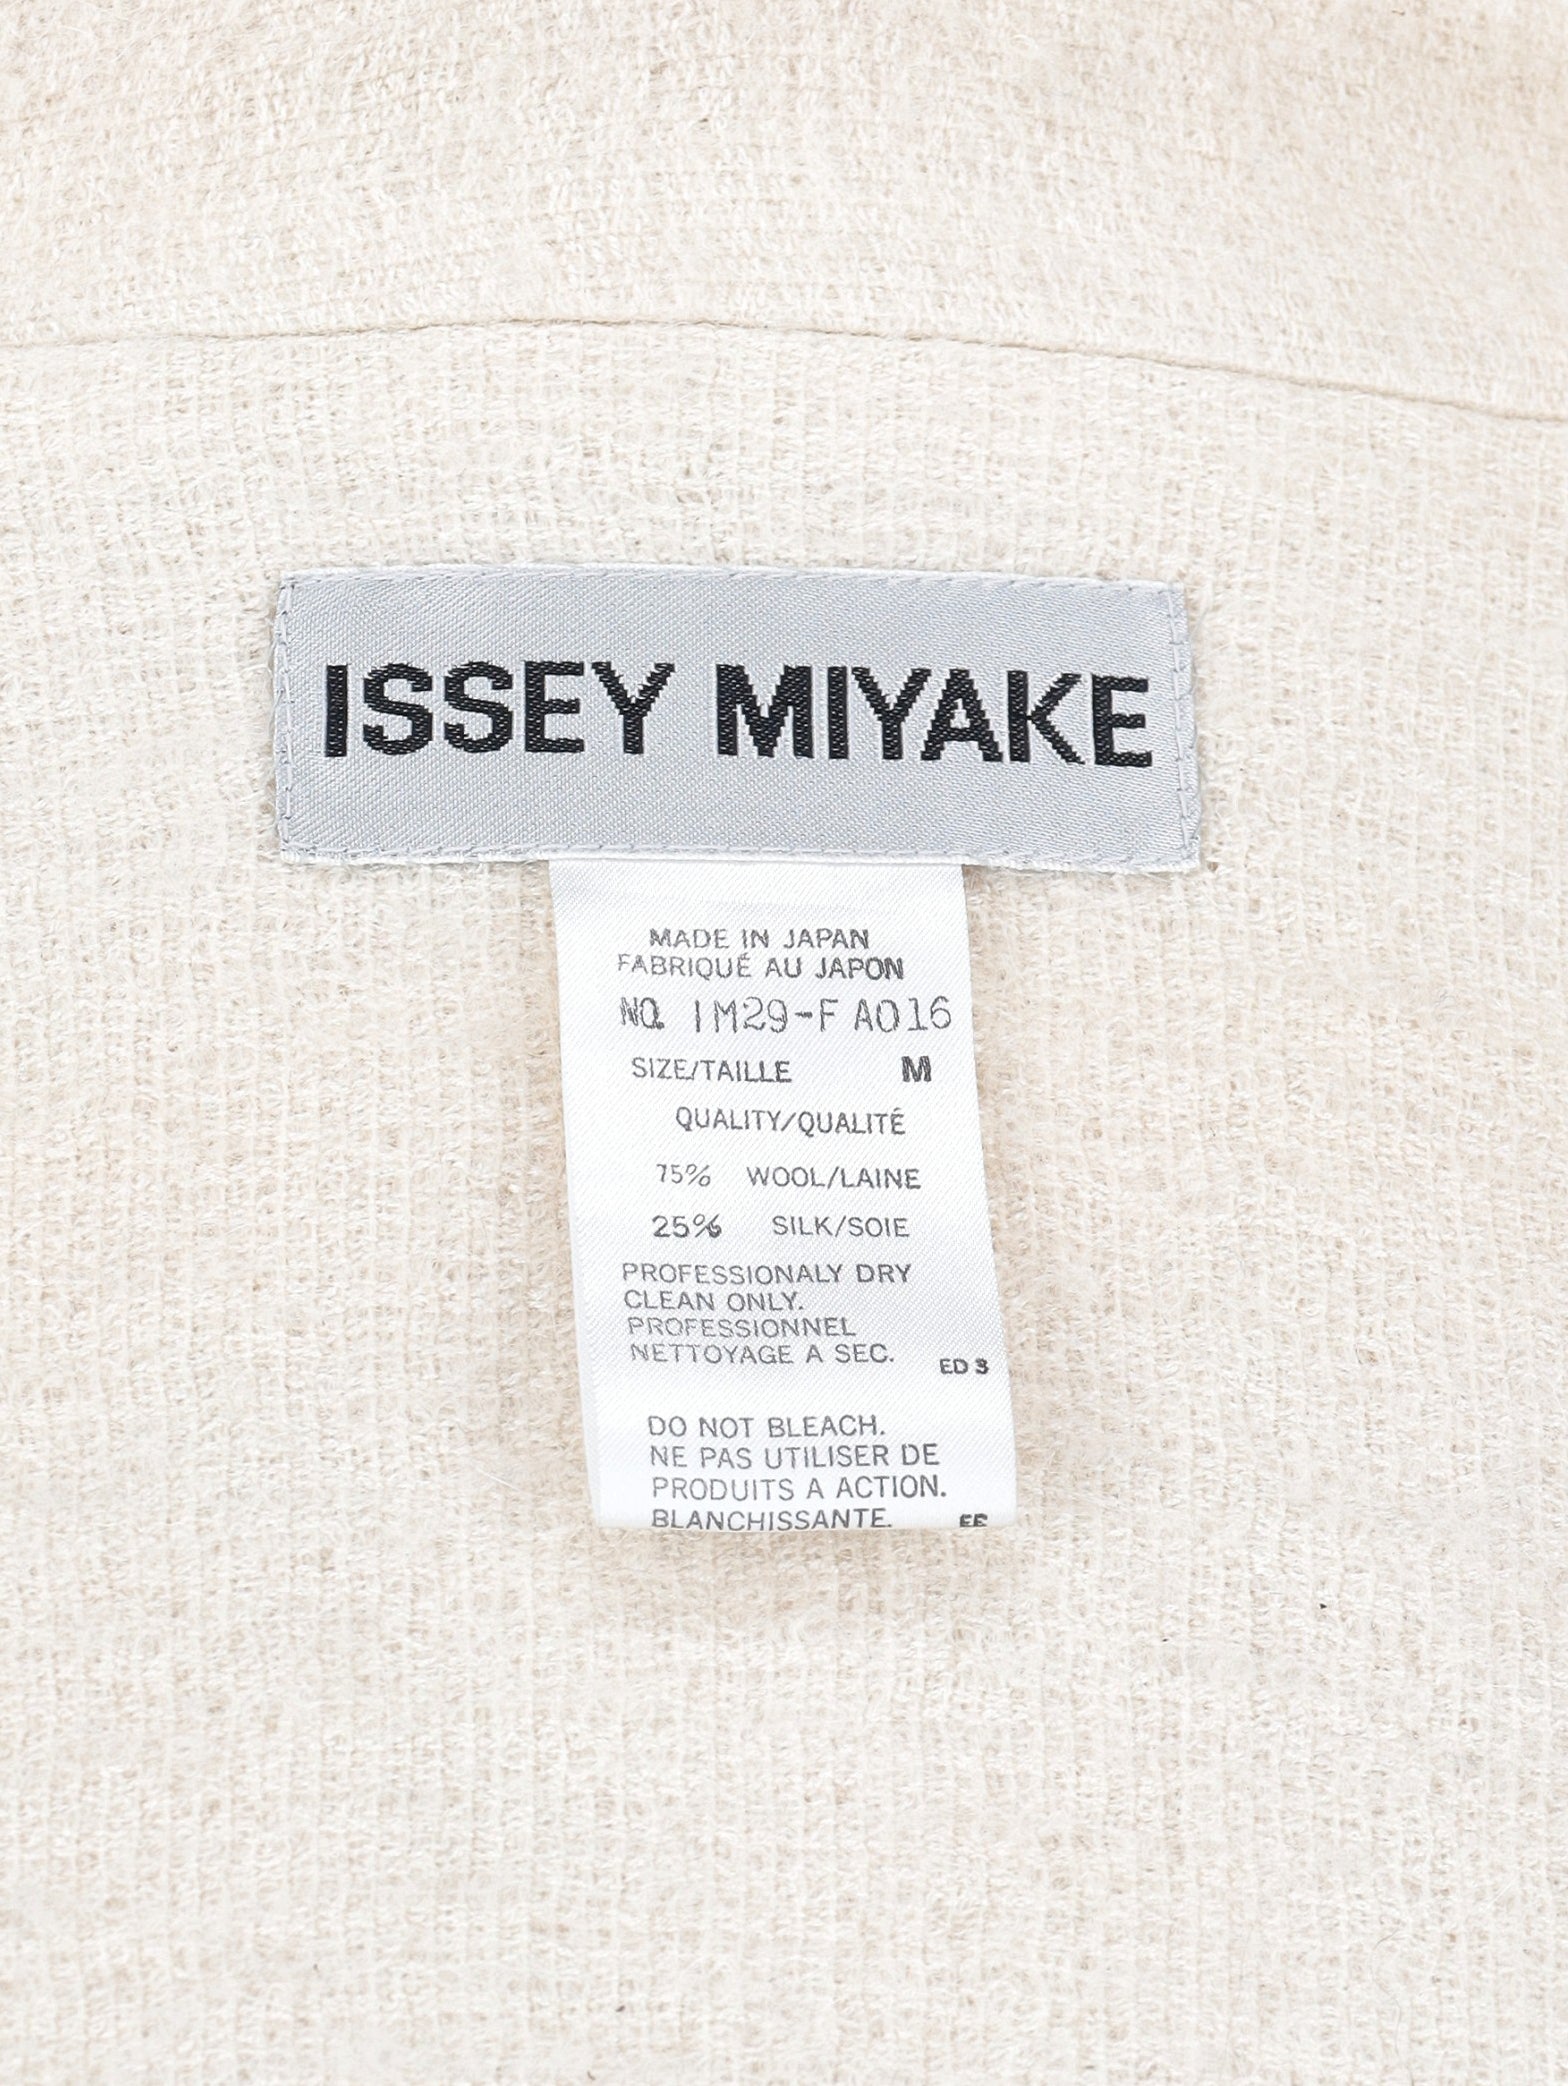 ISSEY MIYAKE
MADE IN JAPAN
FABRIQUÉ AU JAPON
NO. IM29-FA016
SIZE/TAILLE M
QUALITY/QUALITÉ
75% WOOL/LAINE
25% SILK/SOIE
PROFESSIONALY DRY
CLEAN ONLY.
PROFESSIONNEL
NETTOYAGE A SEC.
ED 3
DO NOT BLEACH.
NE PAS UTILISER DE
PRODUITS A ACTION.
BLANCHISSANTE.